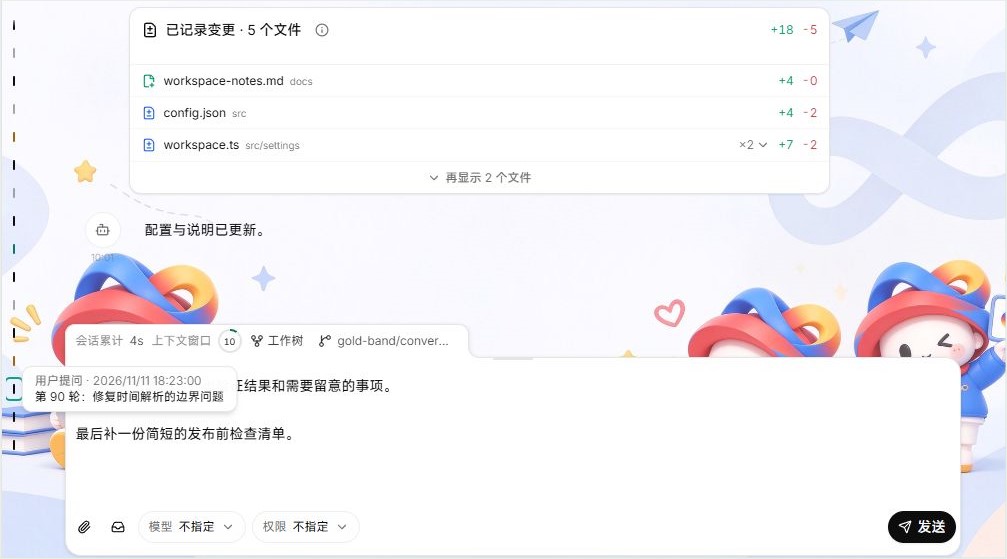 已记录变更 · 5 个文件 +18 -5
workspace-notes.md docs +4 -0
config.json src +4 -2
workspace.ts src/settings ×2 +7 -2
再显示 2 个文件
配置与说明已更新。
10:01
会话累计 4s 上下文窗口 10 工作树 gold-band/conver...
用户提问 · 2026/11/11 18:23:00
第 90 轮：修复时间解析的边界问题
结果和需要留意的事项。
最后补一份简短的发布前检查清单。
模型 不指定 权限 不指定 发送